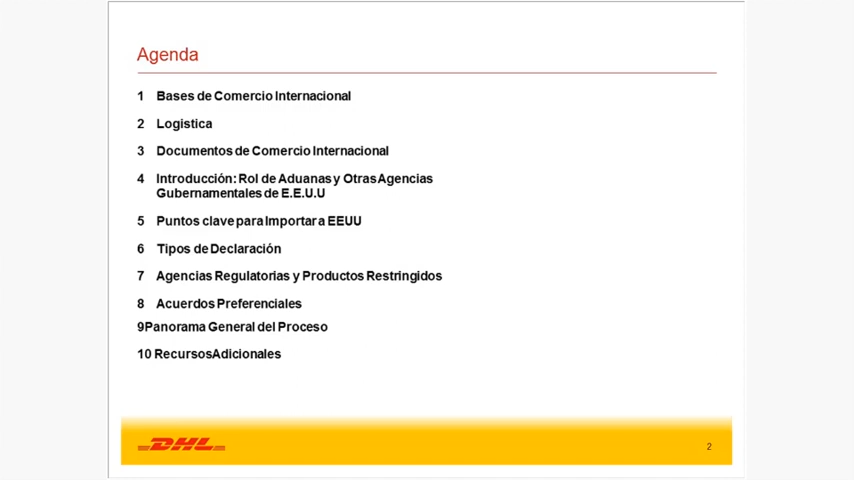 Agenda
1 Bases de Comercio Internacional
2 Logistica
3 Documentos de Comercio Internacional
4 Introducción: Rol de Aduanas y Otras Agencias
Gubernamentales de E.E.U.U
5 Puntos clave para Importar a EEUU
6 Tipos de Declaración
7 Agencias Regulatorias y Productos Restringidos
8 Acuerdos Preferenciales
9Panorama General del Proceso
10 RecursosAdicionales
DHL
2